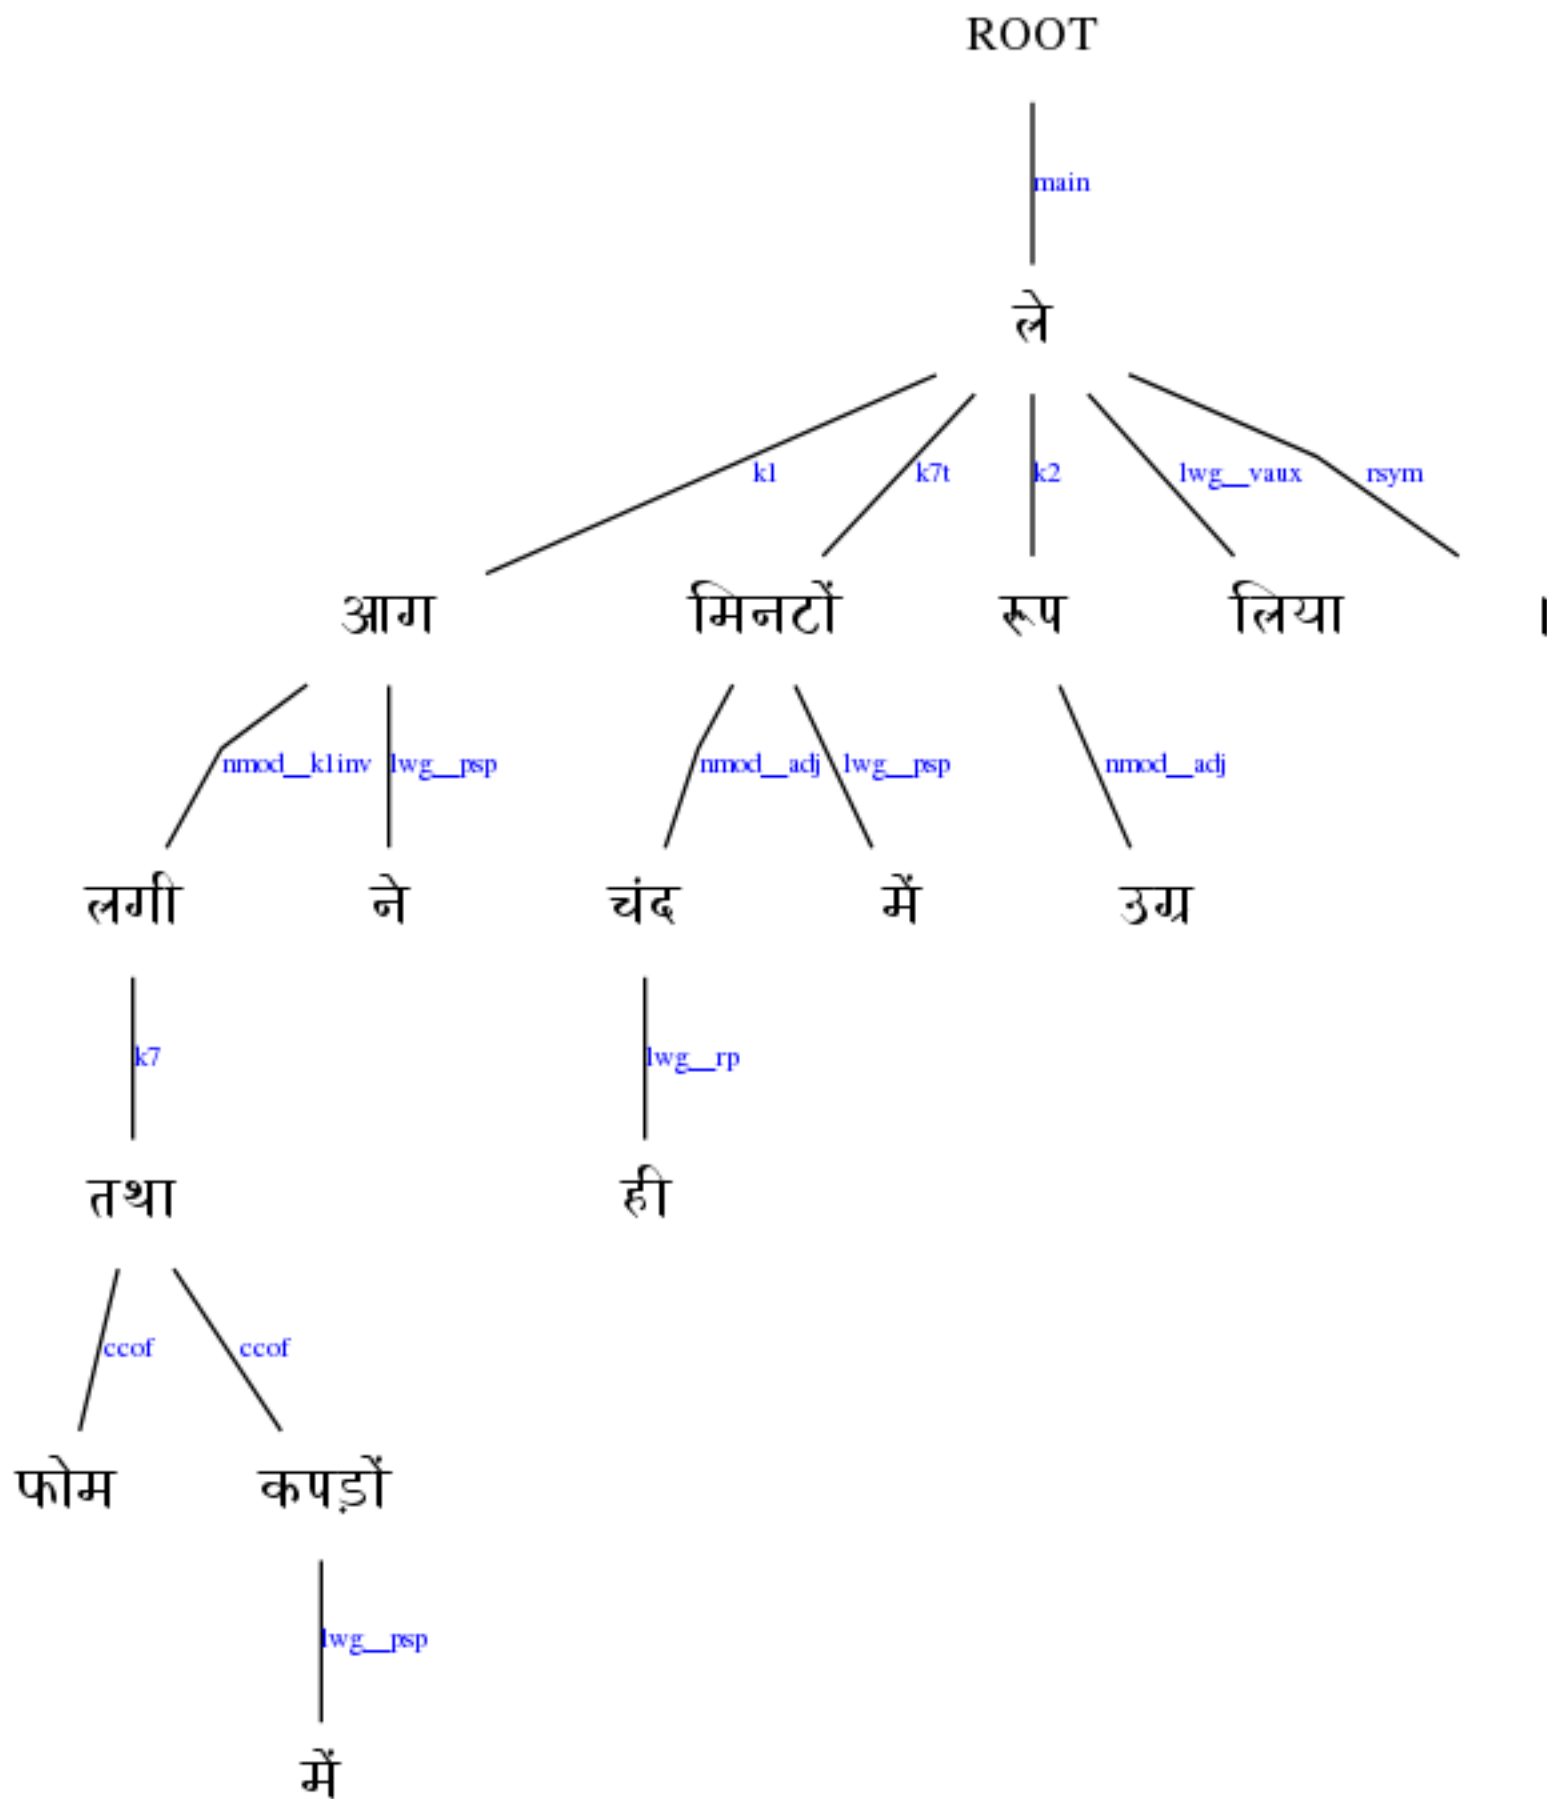 ROOT
main
ले
k1 k7t k2 lwg__vaux rsym
आग मिनटों रूप लिया ।
nmod__k1inv lwg__psp nmod__adj lwg__psp nmod__adj
लगी ने चंद में उग्र
k7 lwg__rp
तथा ही
ccof ccof
फोम कपड़ों
lwg__psp
में